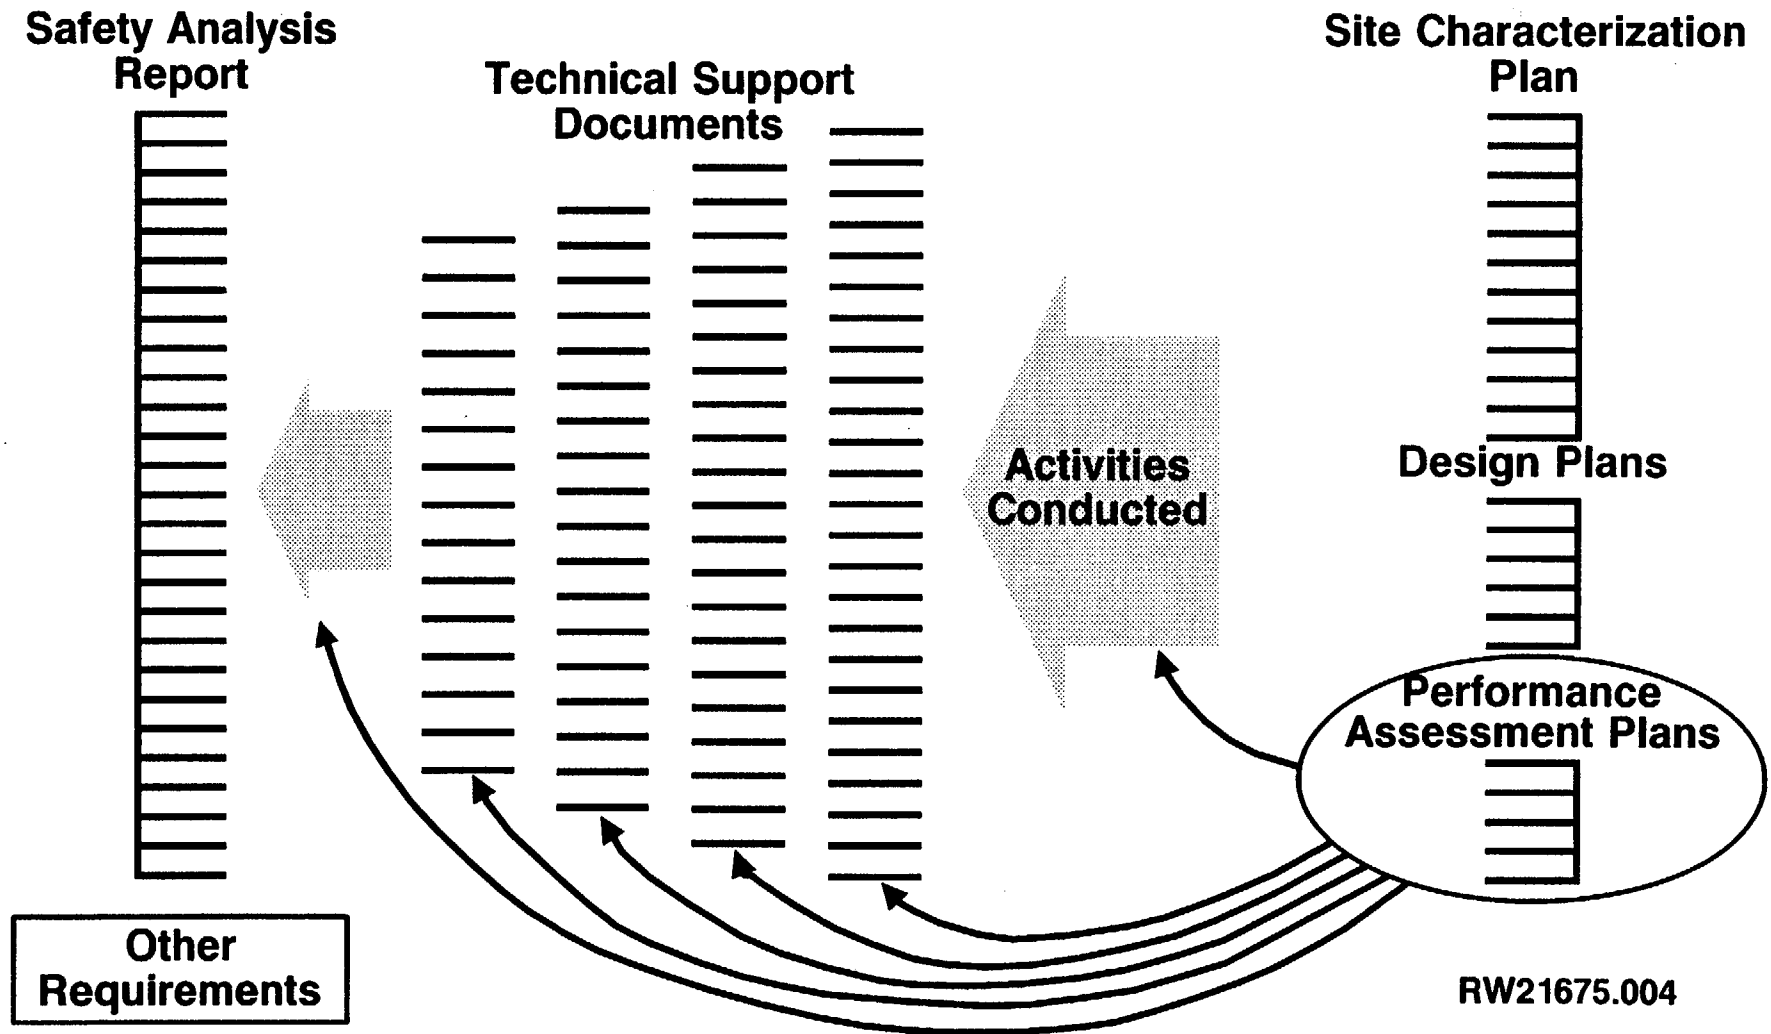 Safety Analysis
Report
Technical Support
Documents
Site Characterization
Plan
Activities
Conducted
Design Plans
Performance
Assessment Plans
Other
Requirements
RW21675.004